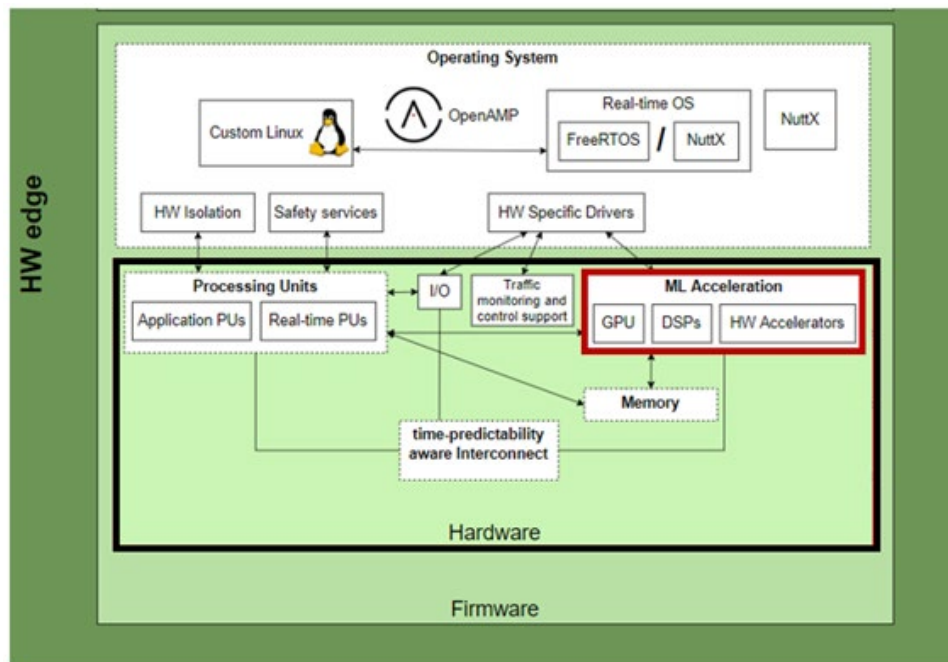 Operating System
Custom Linux
OpenAMP
Real-time OS
FreeRTOS / NuttX
NuttX
HW edge
HW Isolation
Safety services
HW Specific Drivers
Processing Units
Application PUs
Real-time PUs
I/O
Traffic
monitoring and
control support
ML Acceleration
GPU
DSPs
HW Accelerators
Memory
time-predictability
aware Interconnect
Hardware
Firmware